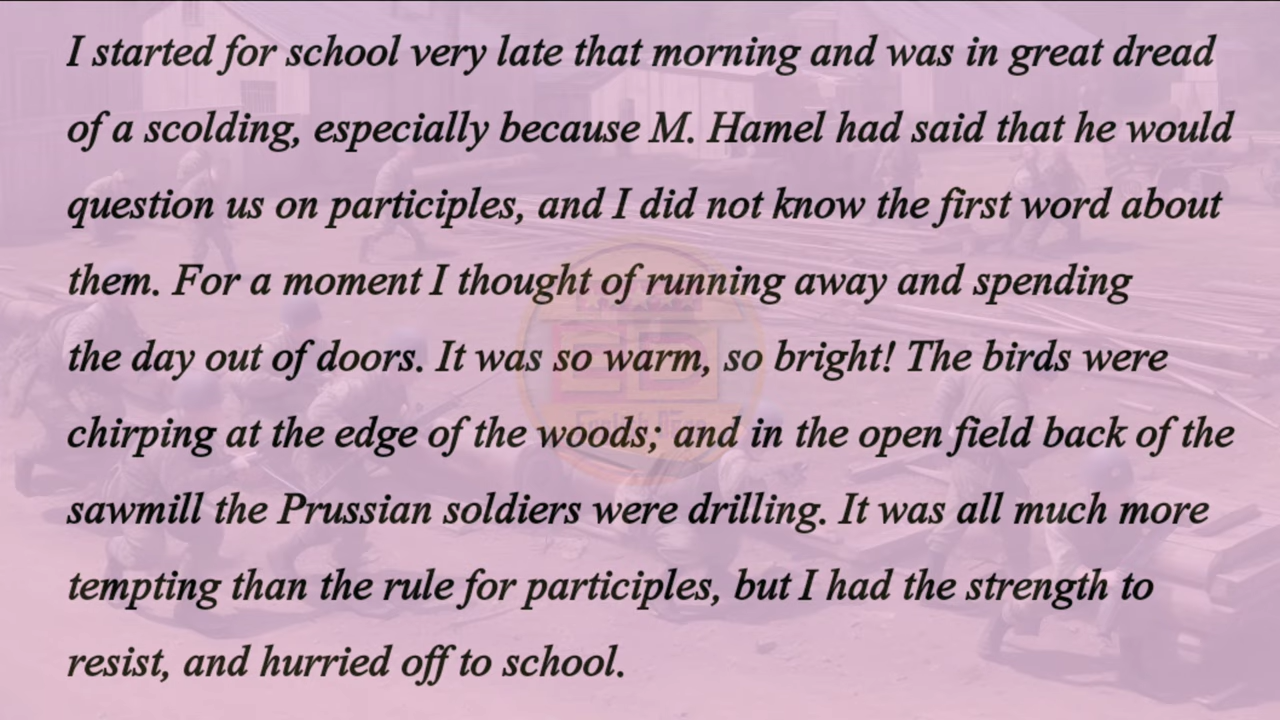 I started for school very late that morning and was in great dread
of a scolding, especially because M. Hamel had said that he would
question us on participles, and I did not know the first word about
them. For a moment I thought of running away and spending
the day out of doors. It was so warm, so bright! The birds were
chirping at the edge of the woods; and in the open field back of the
sawmill the Prussian soldiers were drilling. It was all much more
tempting than the rule for participles, but I had the strength to
resist, and hurried off to school.
ED